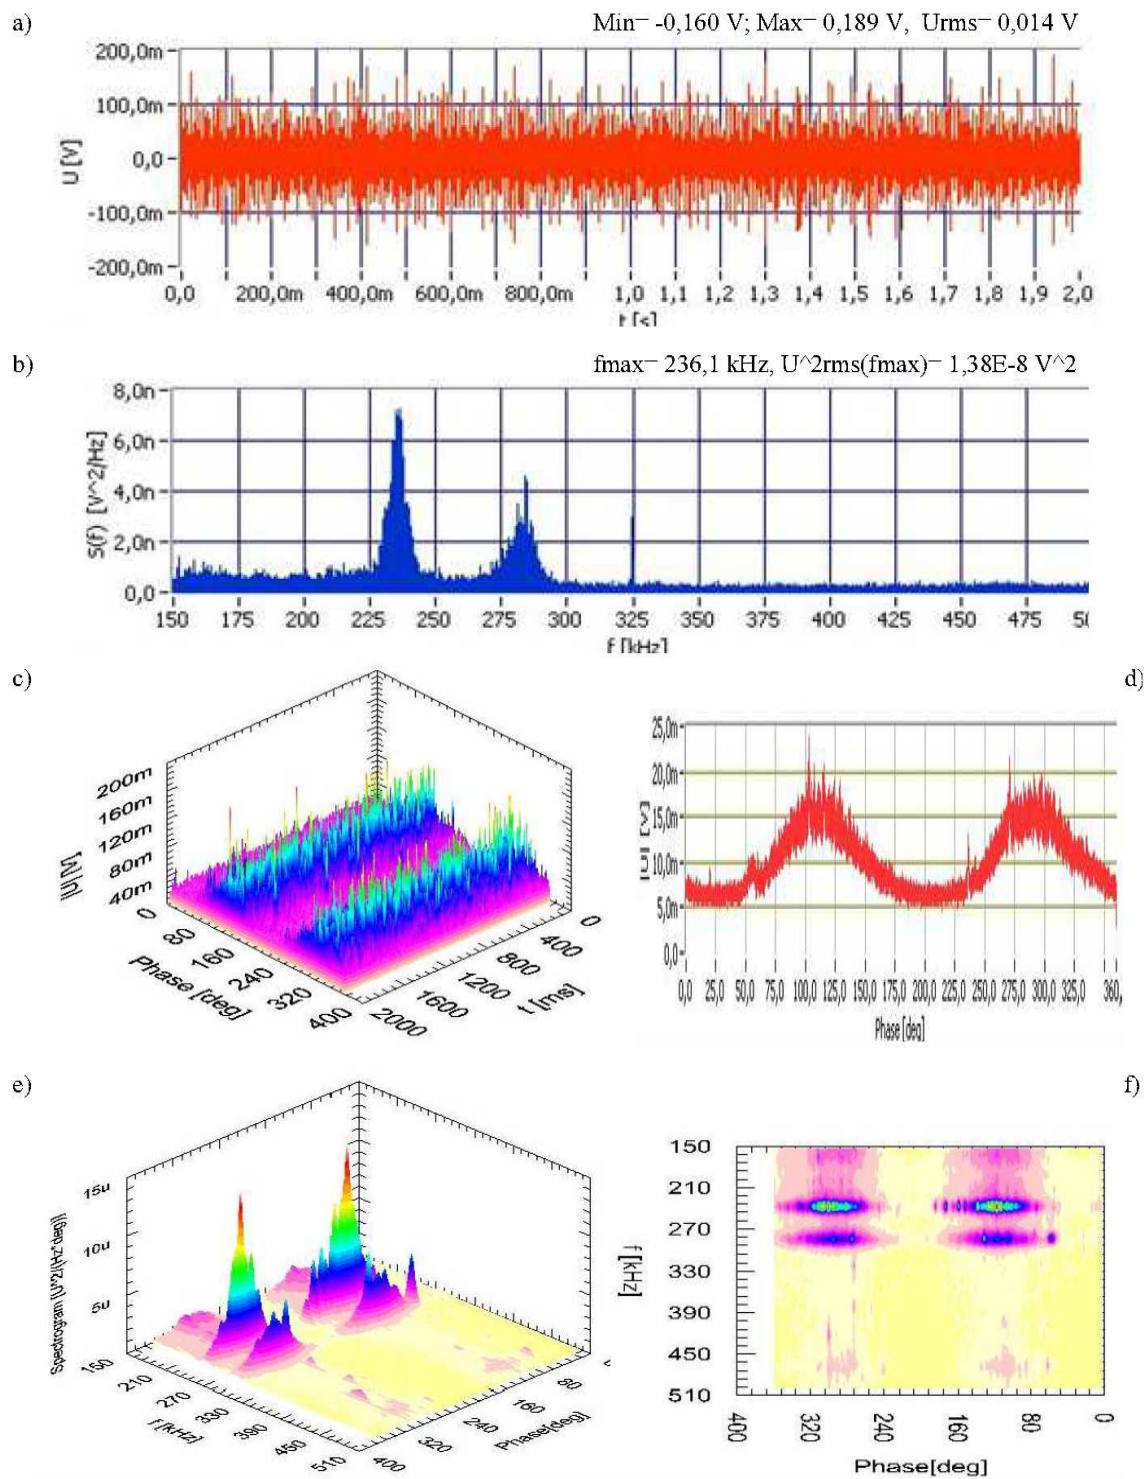 a)
Min= -0,160 V; Max= 0,189 V, Urms= 0,014 V
200,0m
100,0m
0,0
-100,0m
-200,0m
U [V]
0,0 200,0m 400,0m 600,0m 800,0m 1,0 1,1 1,2 1,3 1,4 1,5 1,6 1,7 1,8 1,9 2,0
t [s]
b)
fmax= 236,1 kHz, U^2rms(fmax)= 1,38E-8 V^2
8,0n
6,0n
4,0n
2,0n
0,0
S(f) [V^2/Hz]
150 175 200 225 250 275 300 325 350 375 400 425 450 475
f [kHz]
c)
200m
160m
120m
80m
40m
|U| [V]
0 80 160 240 320 400
Phase [deg]
2000 1600 1200 800 400 0
t [ms]
d)
25,0m
20,0m
15,0m
10,0m
5,0m
0,0
|U| [V]
0,0 25,0 50,0 75,0 100,0 125,0 150,0 175,0 200,0 225,0 250,0 275,0 300,0 325,0 360,
Phase [deg]
e)
15u
10u
5u
Spectrogram [U^2/(Hz*deg)]
150 210 270 330 390 450 510
f [kHz]
400 320 240 160 80
Phase[deg]
f)
150
210
270
330
390
450
510
f [kHz]
400 320 240 160 80 0
Phase[deg]